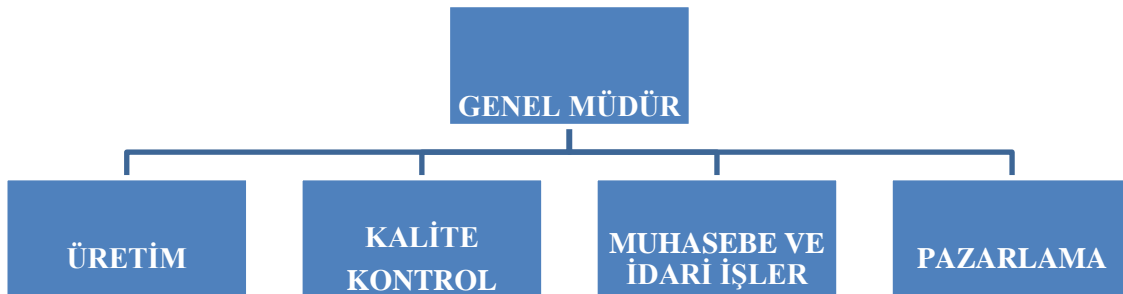 GENEL MÜDÜR
ÜRETİM
KALİTE
KONTROL
MUHASEBE VE
İDARİ İŞLER
PAZARLAMA